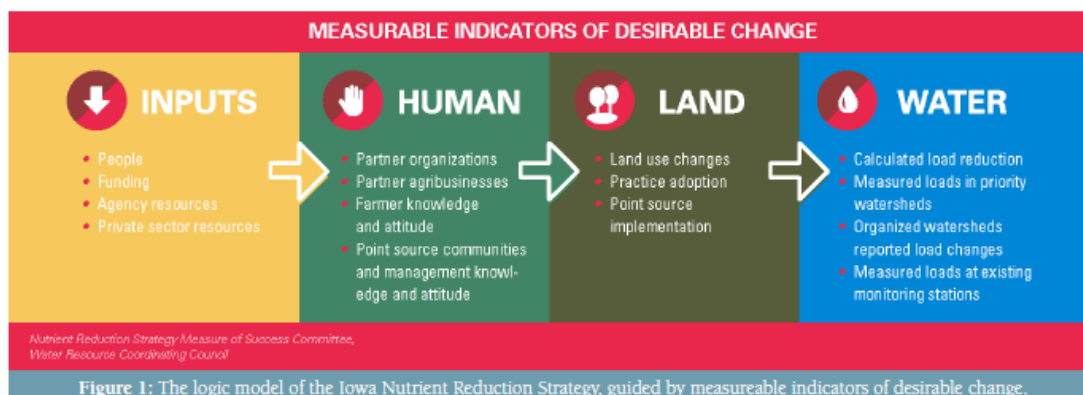 MEASURABLE INDICATORS OF DESIRABLE CHANGE
INPUTS
• People
• Funding
• Agency resources
• Private sector resources
HUMAN
• Partner organizations
• Partner agribusinesses
• Farmer knowledge
and attitude
• Point source communities
and management knowl-
edge and attitude
LAND
• Land use changes
• Practice adoption
• Point source
implementation
WATER
• Calculated load reduction
• Measured loads in priority
watersheds
• Organized watersheds
reported load changes
• Measured loads at existing
monitoring stations
Nutrient Reduction Strategy Measure of Success Committee,
Water Resource Coordinating Council
Figure 1: The logic model of the Iowa Nutrient Reduction Strategy, guided by measureable indicators of desirable change.